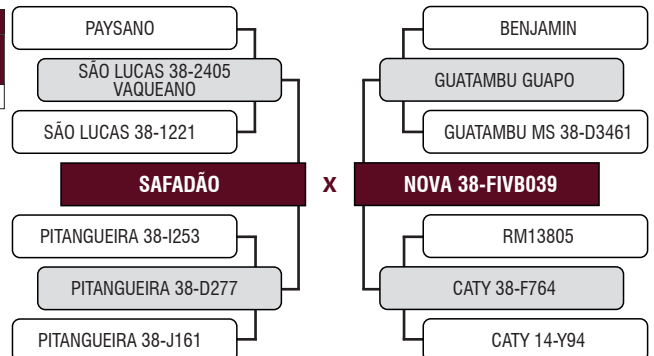 PAYSANO
SÃO LUCAS 38-2405
VAQUEANO
SÃO LUCAS 38-1221
SAFADÃO
PITANGUEIRA 38-I253
PITANGUEIRA 38-D277
PITANGUEIRA 38-J161
X
BENJAMIN
GUATAMBU GUAPO
GUATAMBU MS 38-D3461
NOVA 38-FIVB039
RM13805
CATY 38-F764
CATY 14-Y94